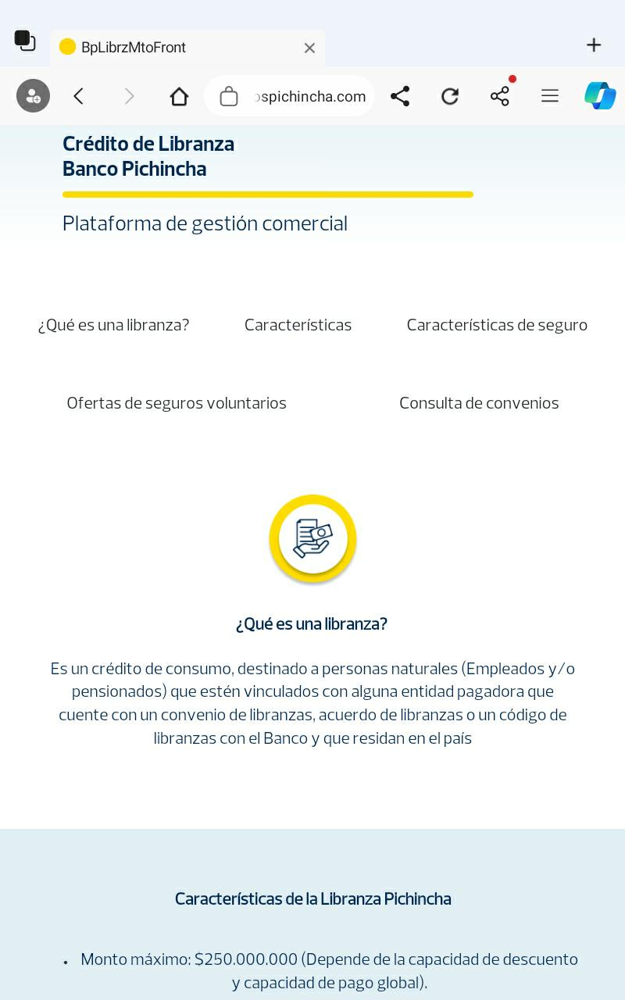 BpLibrzMtoFront
spichincha.com
Crédito de Libranza
Banco Pichincha
Plataforma de gestión comercial
¿Qué es una libranza? Características Características de seguro
Ofertas de seguros voluntarios Consulta de convenios
¿Qué es una libranza?
Es un crédito de consumo, destinado a personas naturales (Empleados y/o
pensionados) que estén vinculados con alguna entidad pagadora que
cuente con un convenio de libranzas, acuerdo de libranzas o un código de
libranzas con el Banco y que residan en el país
Características de la Libranza Pichincha
• Monto máximo: $250.000.000 (Depende de la capacidad de descuento
y capacidad de pago global).